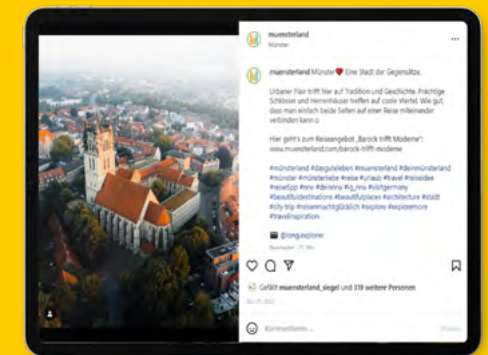 muensterland
Münster
muensterland Münster❤️ Eine Stadt der Gegensätze.
Urbaner Flair trifft hier auf Tradition und Geschichte. Prächtige
Schlösser und Herrenhäuser treffen auf coole Viertel. Wie gut,
dass man einfach beide Seiten auf einer Reise miteinander
verbinden kann☺
Hier geht's zum Reiseangebot „Barock trifft Moderne":
www.muensterland.com/barock-trifft-moderne
#münsterland #dasguteleben #muensterland #deinmünsterland
#münster #münsterliebe #reise #urlaub #travel #reiseidee
#reisetipp #nrw #deinnrw #ig_nrw #visitgermany
#beautifuldestinations #beautifulplaces #architecture #stadt
#city trip #reisenmachtglücklich #explore #exploremore
#travelinspiration
📷 @long.explorer
Gefällt muensterland_siegel und 319 weitere Personen
Kommentieren ...